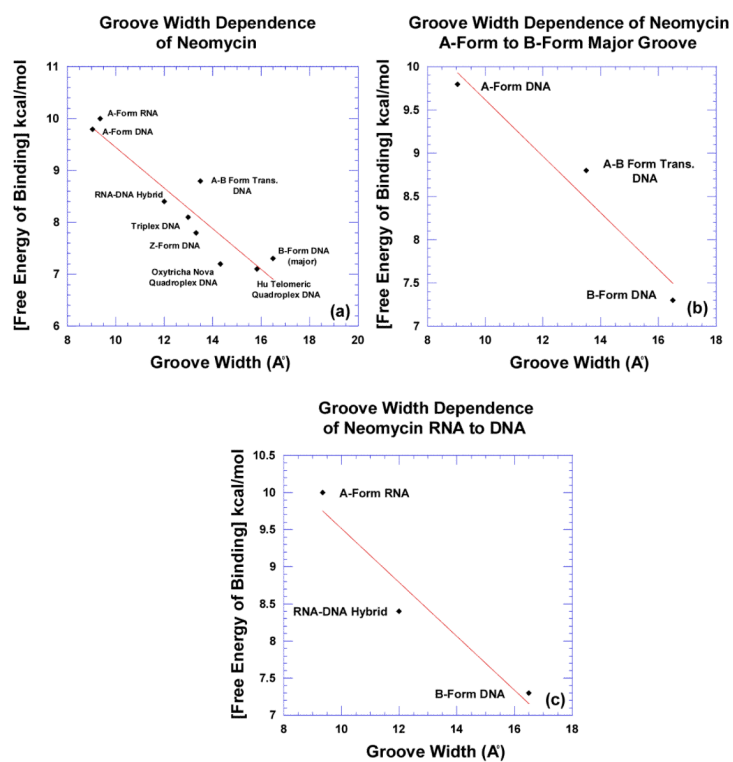 Groove Width Dependence
of Neomycin
[Free Energy of Binding] kcal/mol
11
10
9
8
7
6
A-Form RNA
A-Form DNA
A-B Form Trans.
DNA
RNA-DNA Hybrid
Triplex DNA
Z-Form DNA
B-Form DNA
(major)
Oxytricha Nova
Quadroplex DNA
Hu Telomeric
Quadroplex DNA
(a)
8 10 12 14 16 18 20
Groove Width (A°)
Groove Width Dependence of Neomycin
A-Form to B-Form Major Groove
[Free Energy of Binding] kcal/mol
10
9.5
9
8.5
8
7.5
7
A-Form DNA
A-B Form Trans.
DNA
B-Form DNA
(b)
8 10 12 14 16 18
Groove Width (A°)
Groove Width Dependence
of Neomycin RNA to DNA
[Free Energy of Binding] kcal/mol
10.5
10
9.5
9
8.5
8
7.5
7
A-Form RNA
RNA-DNA Hybrid
B-Form DNA
(c)
8 10 12 14 16 18
Groove Width (A°)